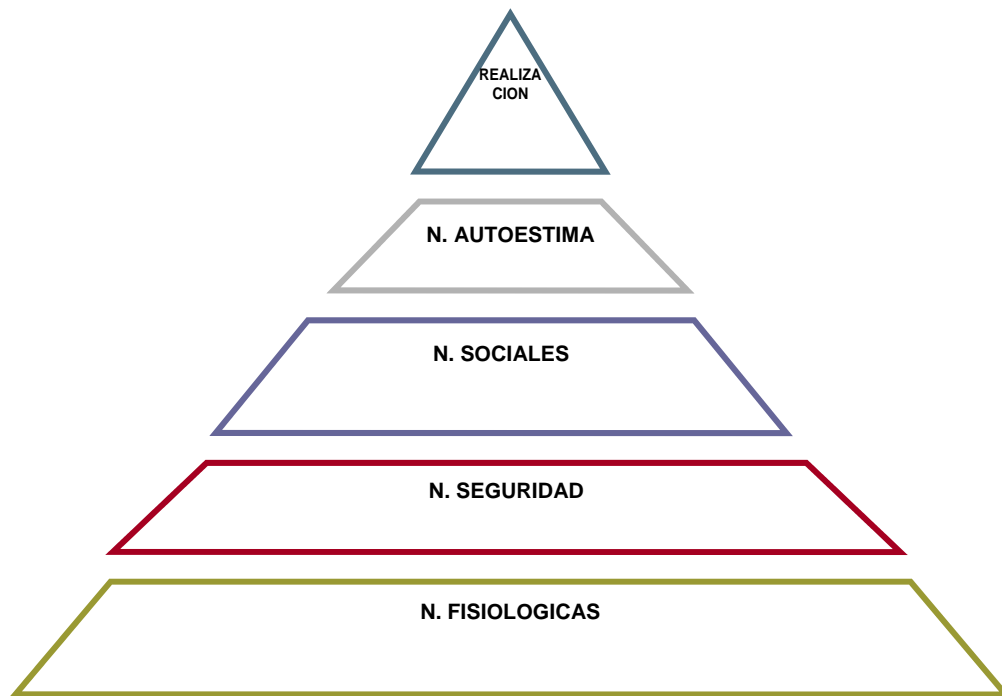 REALIZA
CION
N. AUTOESTIMA
N. SOCIALES
N. SEGURIDAD
N. FISIOLOGICAS